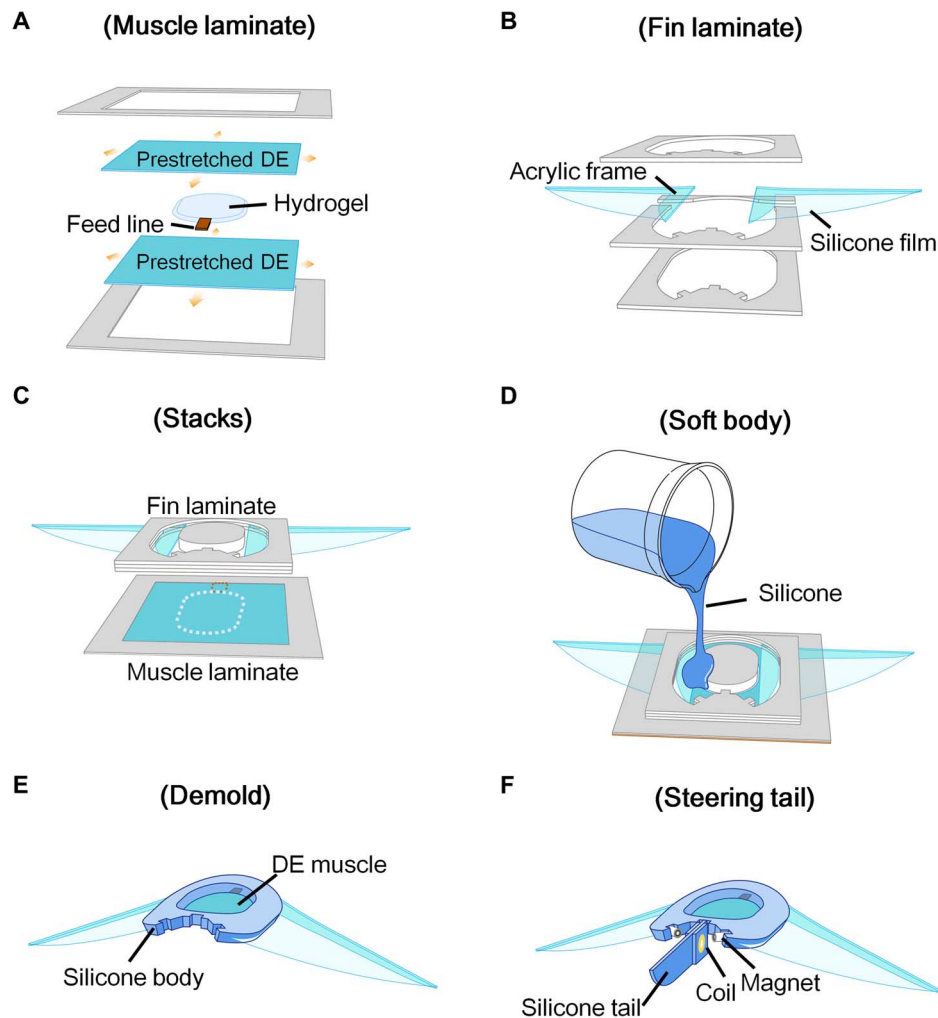 A
(Muscle laminate)
Prestretched DE
Hydrogel
Feed line
Prestretched DE
B
(Fin laminate)
Acrylic frame
Silicone film
C
(Stacks)
Fin laminate
Muscle laminate
D
(Soft body)
Silicone
E
(Demold)
DE muscle
Silicone body
F
(Steering tail)
Magnet
Coil
Silicone tail